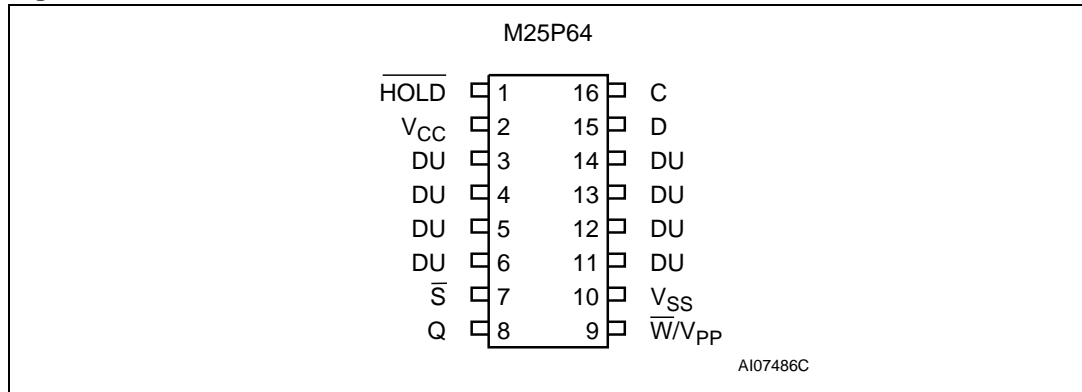 M25P64
HOLD 1 16 C
VCC 2 15 D
DU 3 14 DU
DU 4 13 DU
DU 5 12 DU
DU 6 11 DU
S 7 10 VSS
Q 8 9 W/VPP
AI07486C